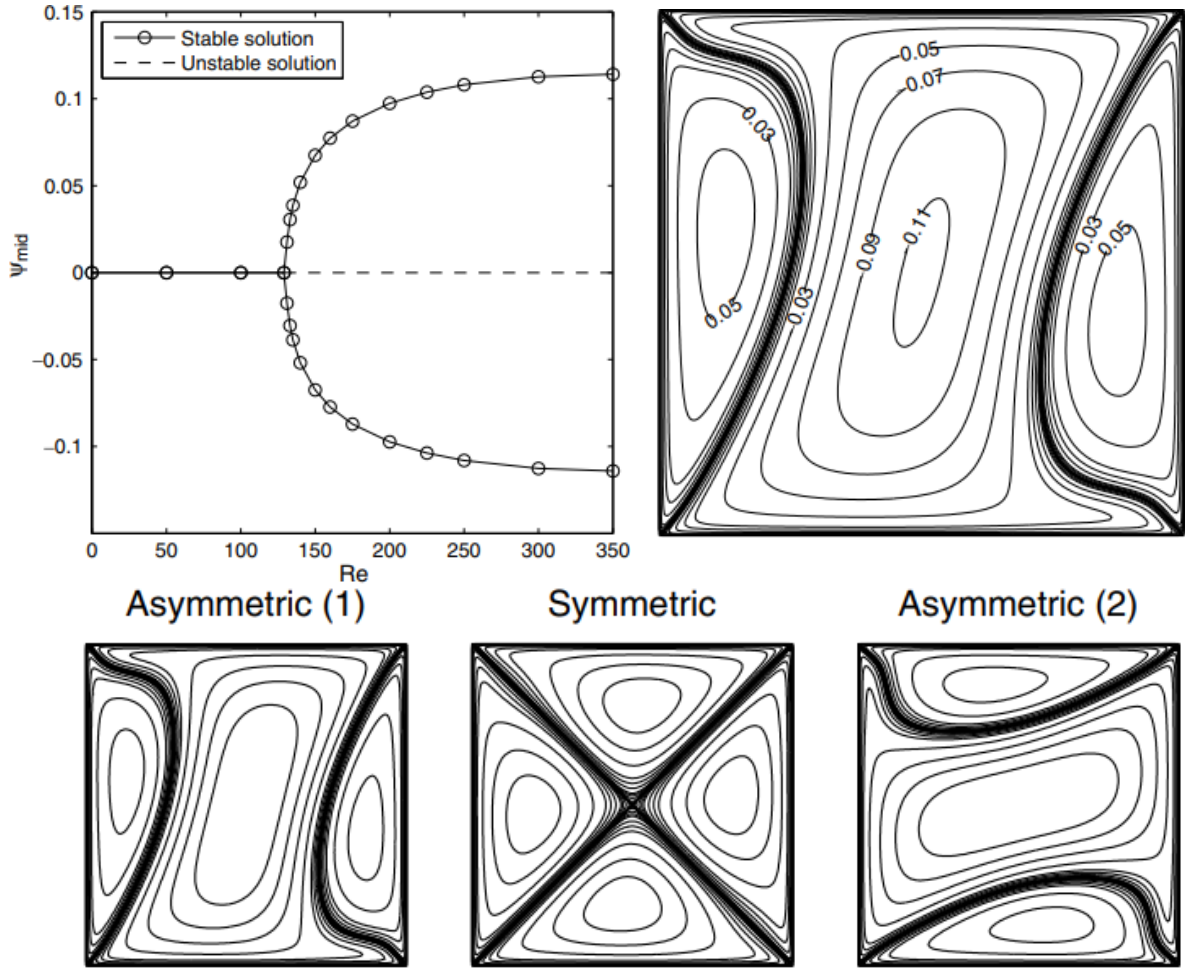 0.15
0.1
0.05
0
−0.05
−0.1
Ψmid
Stable solution
Unstable solution
0 50 100 150 200 250 300 350
Re
0.05
0.07
0.03
0.11
0.09
0.03
0.05
0.03
0.05
Asymmetric (1)
Symmetric
Asymmetric (2)